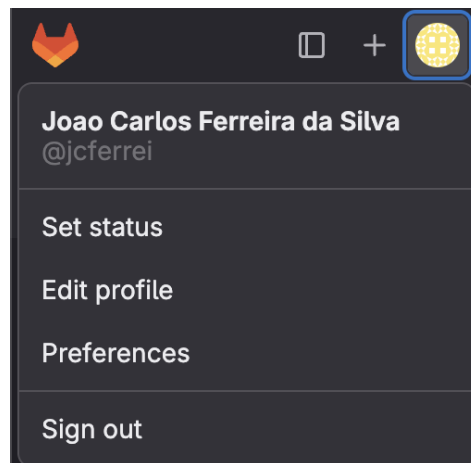 Joao Carlos Ferreira da Silva
@jcferrei
Set status
Edit profile
Preferences
Sign out